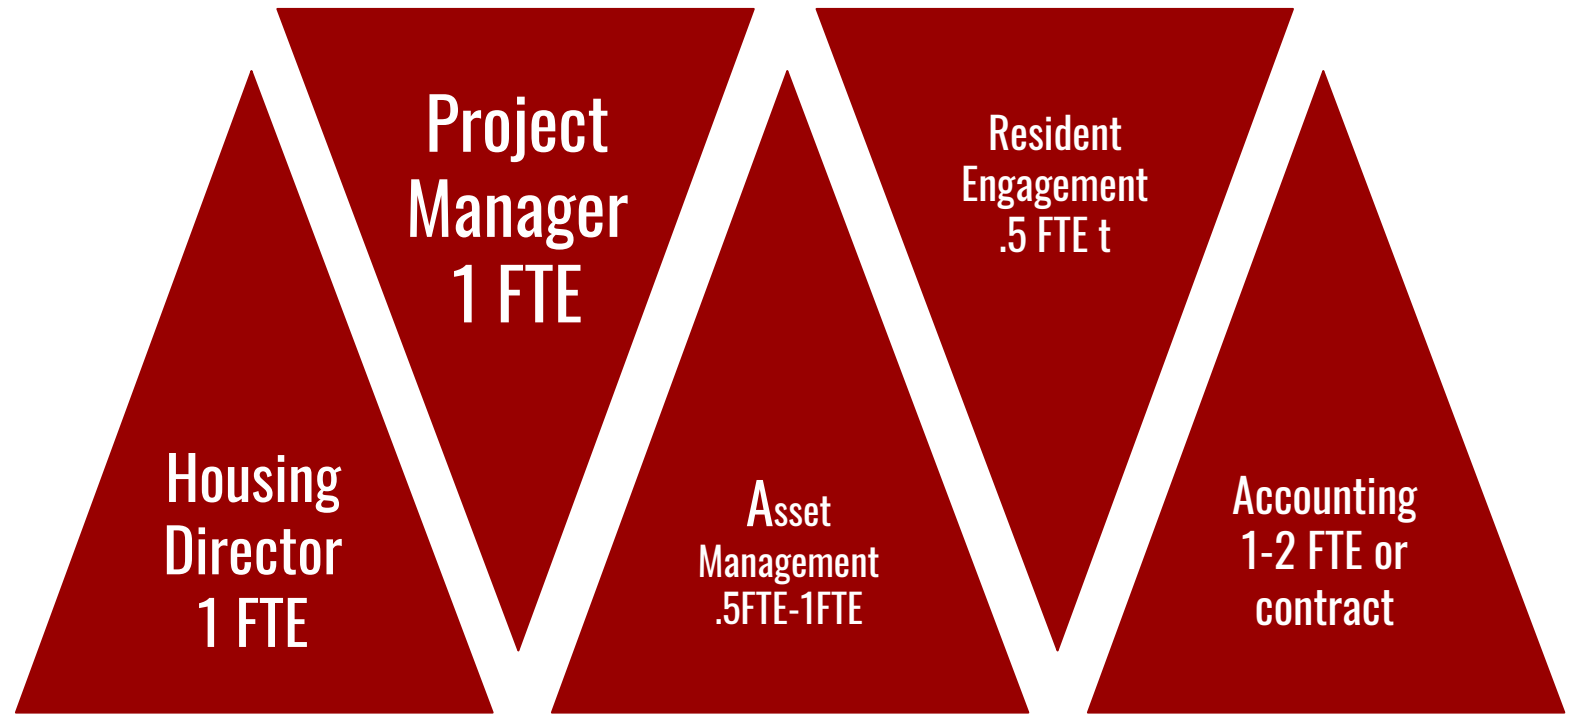 Housing
Director
1 FTE
Project
Manager
1 FTE
Asset
Management
.5FTE-1FTE
Resident
Engagement
.5 FTE t
Accounting
1-2 FTE or
contract